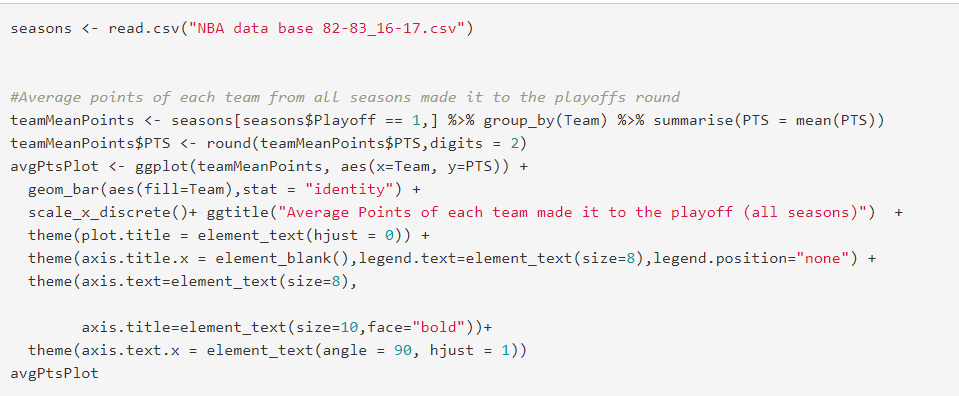 seasons <- read.csv("NBA data base 82-83_16-17.csv")
#Average points of each team from all seasons made it to the playoffs round
teamMeanPoints <- seasons[seasons$Playoff == 1,] %>% group_by(Team) %>% summarise(PTS = mean(PTS))
teamMeanPoints$PTS <- round(teamMeanPoints$PTS,digits = 2)
avgPtsPlot <- ggplot(teamMeanPoints, aes(x=Team, y=PTS)) +
  geom_bar(aes(fill=Team),stat = "identity") +
  scale_x_discrete()+ ggtitle("Average Points of each team made it to the playoff (all seasons)")  +
  theme(plot.title = element_text(hjust = 0)) +
  theme(axis.title.x = element_blank(),legend.text=element_text(size=8),legend.position="none") +
  theme(axis.text=element_text(size=8),
        axis.title=element_text(size=10,face="bold"))+
  theme(axis.text.x = element_text(angle = 90, hjust = 1))
avgPtsPlot